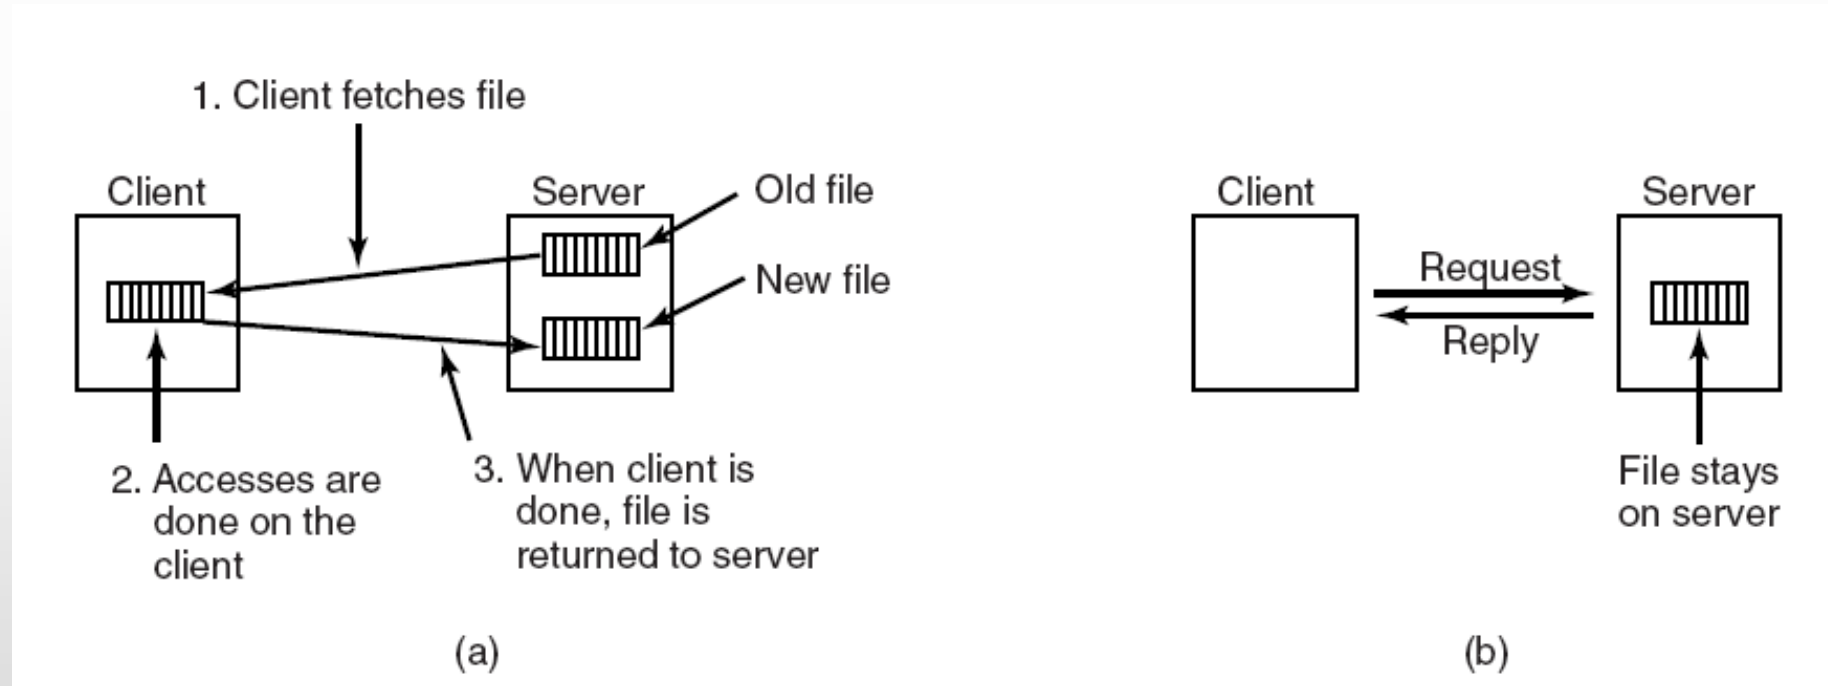 1. Client fetches file
Client
Server
Old file
New file
2. Accesses are
done on the
client
3. When client is
done, file is
returned to server
(a)
Client
Server
Request
Reply
File stays
on server
(b)